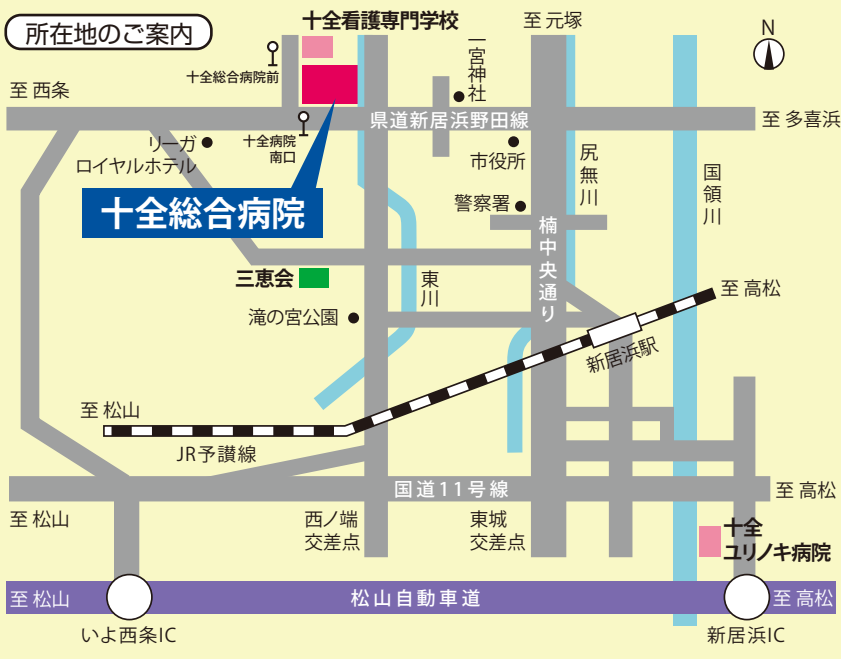 所在地のご案内
十全看護専門学校
至 元塚
N
十全総合病院前
一宮神社
至 西条
県道新居浜野田線
至 多喜浜
リーガ
ロイヤルホテル
十全病院
南口
市役所
尻無川
国領川
警察署
十全総合病院
楠中央通り
三恵会
東川
至 高松
滝の宮公園
新居浜駅
至 松山
JR予讃線
国道11号線
至 高松
至 松山
西ノ端
交差点
東城
交差点
十全
ユリノキ病院
至 松山
松山自動車道
至 高松
いよ西条IC
新居浜IC